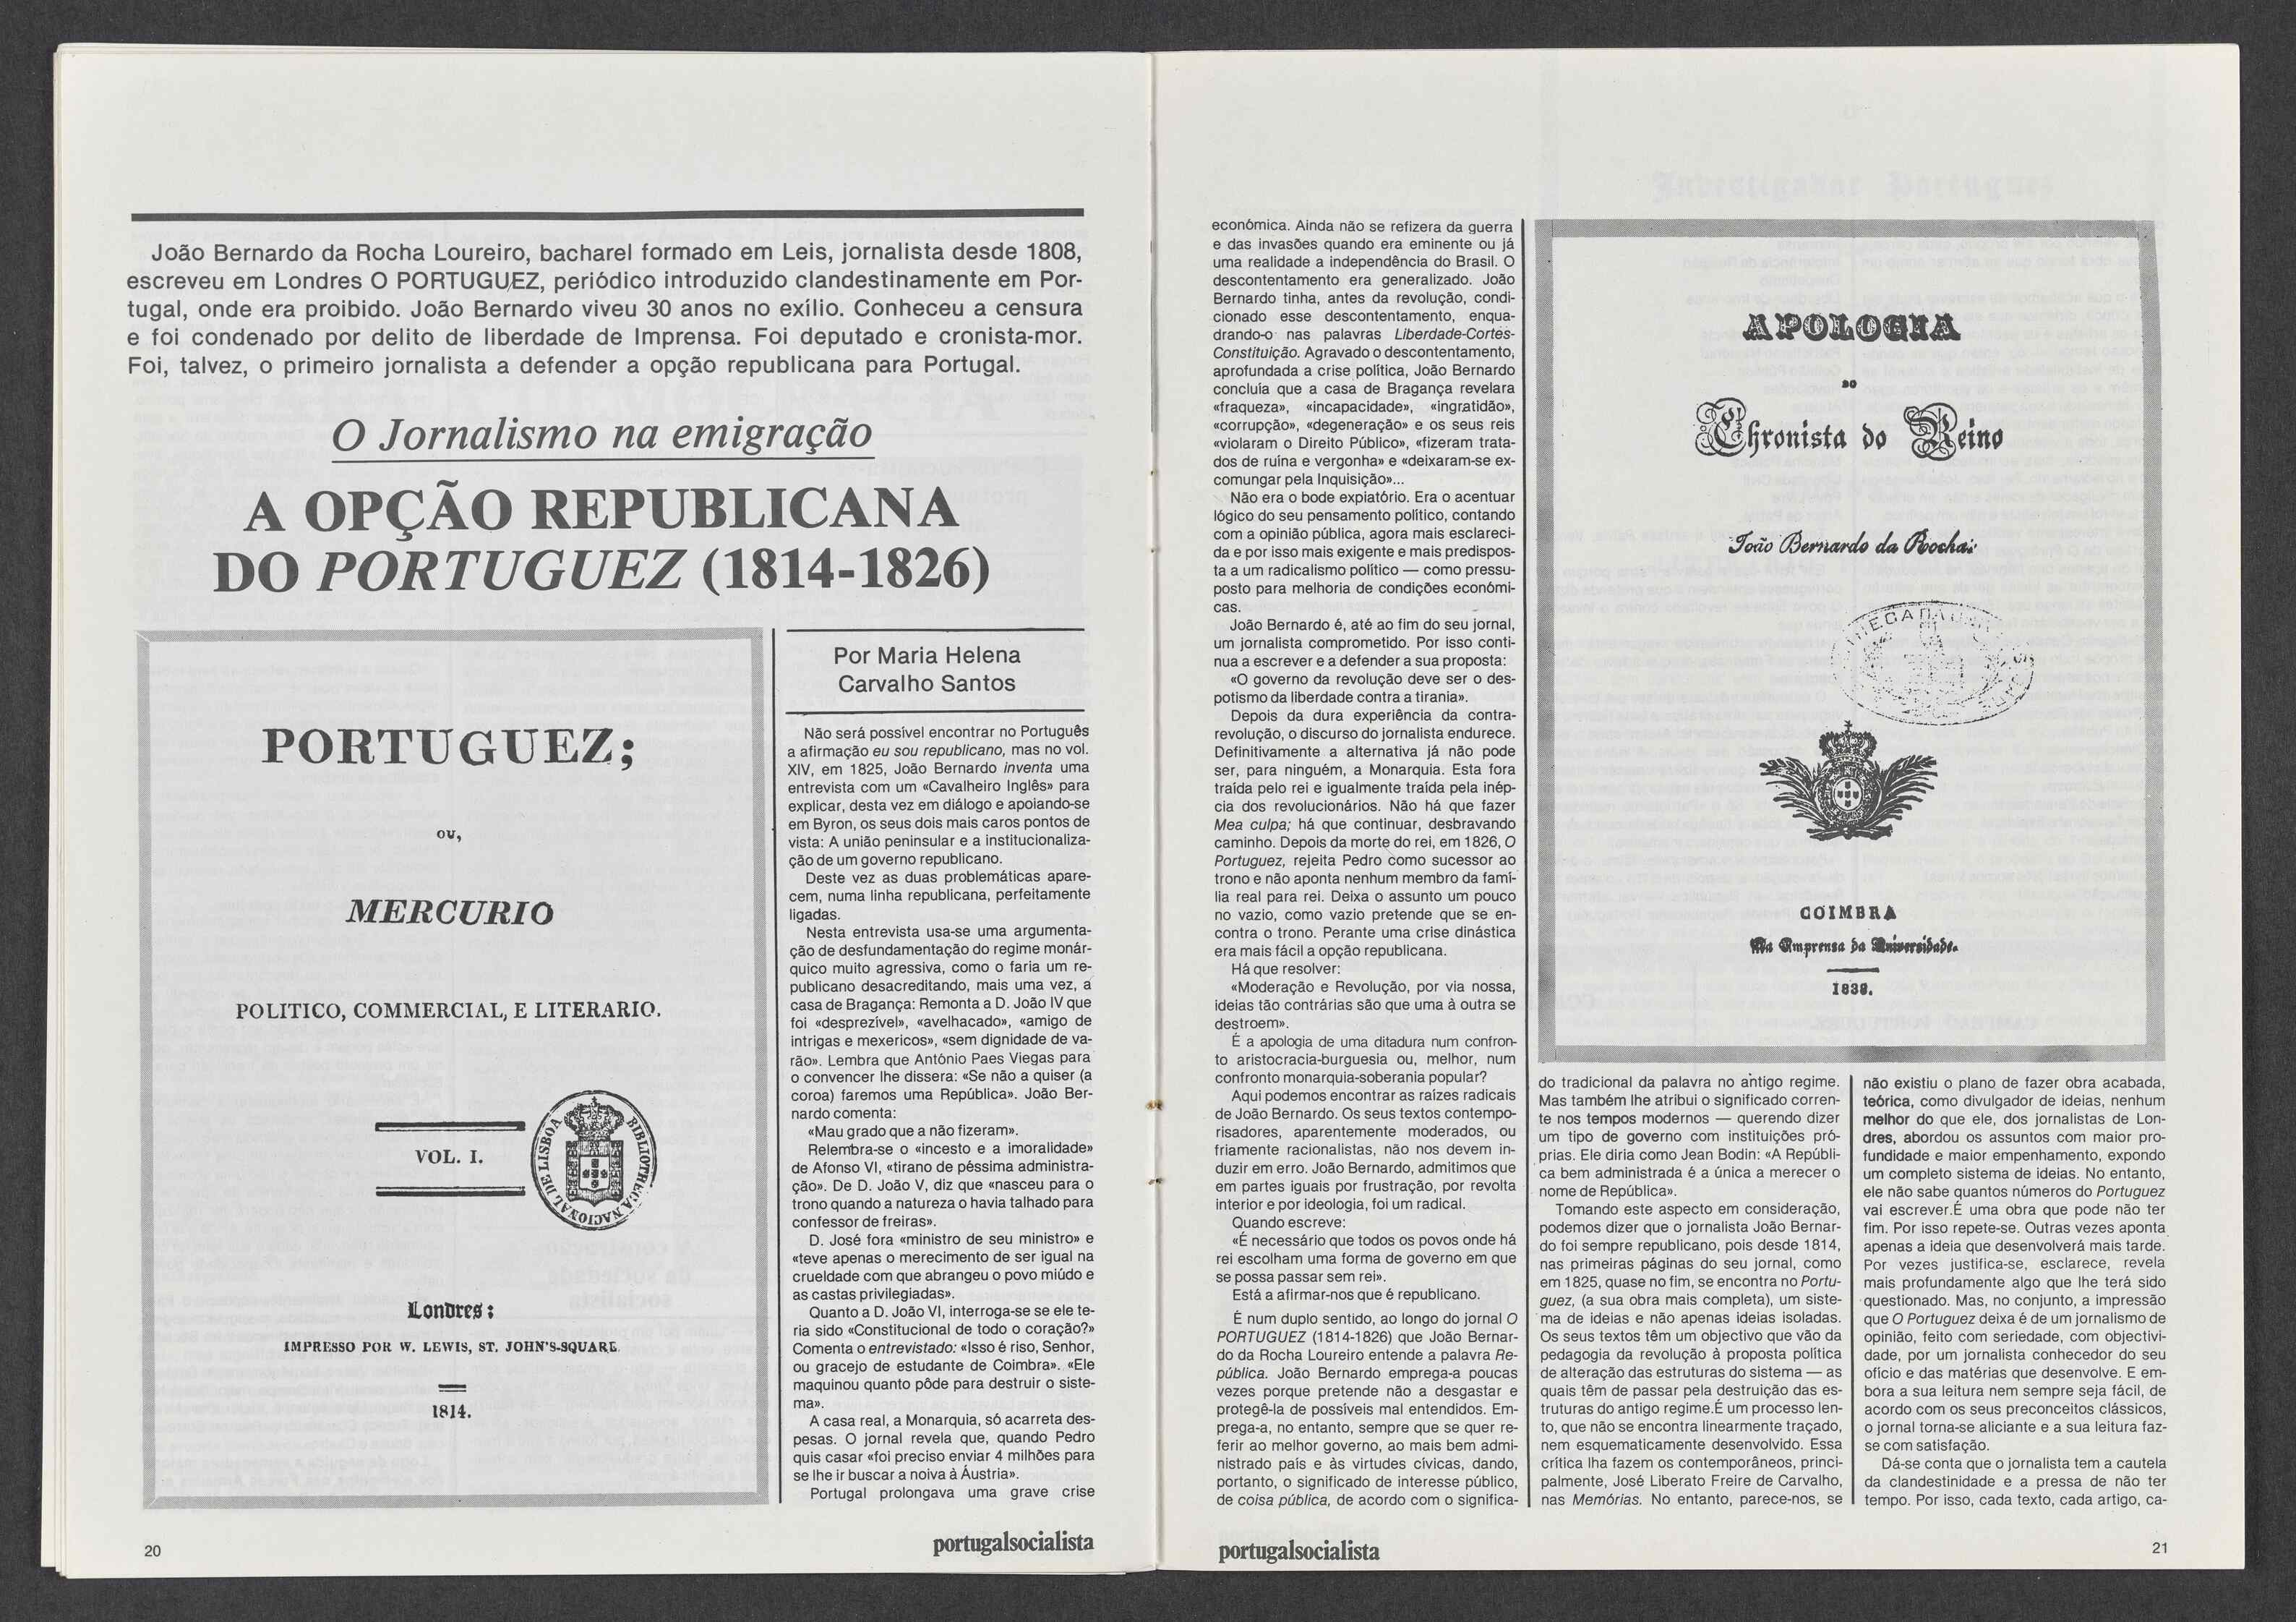 João Bernardo da Rocha Loureiro, bacharel formado em Leis, jornalista desde 1808,
escreveu em Londres O PORTUGUEZ, periódico introduzido clandestinamente em Por-
tugal, onde era proibido. João Bernardo viveu 30 anos no exílio. Conheceu a censura
e foi condenado por delito de liberdade de Imprensa. Foi deputado e cronista-mor.
Foi, talvez, o primeiro jornalista a defender a opção republicana para Portugal.
O Jornalismo na emigração
A OPÇÃO REPUBLICANA
DO PORTUGUEZ (1814-1826)
PORTUGUEZ;
OU,
MERCURIO
POLITICO, COMMERCIAL, E LITERARIO.
VOL. I.
BIBLIOTHECA NACIONAL DE LISBOA
Londres:
IMPRESSO POR W. LEWIS, ST. JOHN'S-SQUARE.
1814.
Por Maria Helena
Carvalho Santos
Não será possível encontrar no Português
a afirmação eu sou republicano, mas no vol.
XIV, em 1825, João Bernardo inventa uma
entrevista com um «Cavalheiro Inglês» para
explicar, desta vez em diálogo e apoiando-se
em Byron, os seus dois mais caros pontos de
vista: A união peninsular e a institucionaliza-
ção de um governo republicano.
Deste vez as duas problemáticas apare-
cem, numa linha republicana, perfeitamente
ligadas.
Nesta entrevista usa-se uma argumenta-
ção de desfundamentação do regime monár-
quico muito agressiva, como o faria um re-
publicano desacreditando, mais uma vez, a
casa de Bragança: Remonta a D. João IV que
foi «desprezível», «avelhacado», «amigo de
intrigas e mexericos», «sem dignidade de va-
rão». Lembra que António Paes Viegas para
o convencer lhe dissera: «Se não a quiser (a
coroa) faremos uma República». João Ber-
nardo comenta:
«Mau grado que a não fizeram».
Relembra-se o «incesto e a imoralidade»
de Afonso VI, «tirano de péssima administra-
ção». De D. João V, diz que «nasceu para o
trono quando a natureza o havia talhado para
confessor de freiras».
D. José fora «ministro de seu ministro» e
«teve apenas o merecimento de ser igual na
crueldade com que abrangeu o povo miúdo e
as castas privilegiadas».
Quanto a D. João VI, interroga-se se ele te-
ria sido «Constitucional de todo o coração?»
Comenta o entrevistado: «Isso é riso, Senhor,
ou gracejo de estudante de Coimbra». «Ele
maquinou quanto pôde para destruir o siste-
ma».
A casa real, a Monarquia, só acarreta des-
pesas. O jornal revela que, quando Pedro
quis casar «foi preciso enviar 4 milhões para
se lhe ir buscar a noiva à Áustria».
Portugal prolongava uma grave crise
20
portugalsocialista
económica. Ainda não se refizera da guerra
e das invasões quando era eminente ou já
uma realidade a independência do Brasil. O
descontentamento era generalizado. João
Bernardo tinha, antes da revolução, condi-
cionado esse descontentamento, enqua-
drando-o nas palavras Liberdade-Cortes-
Constituição. Agravado o descontentamento,
aprofundada a crise política, João Bernardo
concluía que a casa de Bragança revelara
«fraqueza», «incapacidade», «ingratidão»,
«corrupção», «degeneração» e os seus reis
«violaram o Direito Público», «fizeram trata-
dos de ruína e vergonha» e «deixaram-se ex-
comungar pela Inquisição»...
Não era o bode expiatório. Era o acentuar
lógico do seu pensamento político, contando
com a opinião pública, agora mais esclareci-
da e por isso mais exigente e mais predispos-
ta a um radicalismo político — como pressu-
posto para melhoria de condições económi-
cas.
João Bernardo é, até ao fim do seu jornal,
um jornalista comprometido. Por isso conti-
nua a escrever e a defender a sua proposta:
«O governo da revolução deve ser o des-
potismo da liberdade contra a tirania».
Depois da dura experiência da contra-
revolução, o discurso do jornalista endurece.
Definitivamente a alternativa já não pode
ser, para ninguém, a Monarquia. Esta fora
traída pelo rei e igualmente traída pela inép-
cia dos revolucionários. Não há que fazer
Mea culpa; há que continuar, desbravando
caminho. Depois da morte do rei, em 1826, O
Portuguez, rejeita Pedro como sucessor ao
trono e não aponta nenhum membro da famí-
lia real para rei. Deixa o assunto um pouco
no vazio, como vazio pretende que se en-
contra o trono. Perante uma crise dinástica
era mais fácil a opção republicana.
Há que resolver:
«Moderação e Revolução, por via nossa,
ideias tão contrárias são que uma à outra se
destroem».
É a apologia de uma ditadura num confron-
to aristocracia-burguesia ou, melhor, num
confronto monarquia-soberania popular?
Aqui podemos encontrar as raízes radicais
de João Bernardo. Os seus textos contempo-
risadores, aparentemente moderados, ou
friamente racionalistas, não nos devem in-
duzir em erro. João Bernardo, admitimos que
em partes iguais por frustração, por revolta
interior e por ideologia, foi um radical.
Quando escreve:
«É necessário que todos os povos onde há
rei escolham uma forma de governo em que
se possa passar sem rei».
Está a afirmar-nos que é republicano.
É num duplo sentido, ao longo do jornal O
PORTUGUEZ (1814-1826) que João Bernar-
do da Rocha Loureiro entende a palavra Re-
pública. João Bernardo emprega-a poucas
vezes porque pretende não a desgastar e
protegê-la de possíveis mal entendidos. Em-
prega-a, no entanto, sempre que se quer re-
ferir ao melhor governo, ao mais bem admi-
nistrado país e às virtudes cívicas, dando,
portanto, o significado de interesse público,
de coisa pública, de acordo com o significa-
APOLOGIA
DO
Chronista do Reino
João Bernardo da Rocha:
COIMBRA
Na Imprensa da Universidade.
1839.
do tradicional da palavra no antigo regime.
Mas também lhe atribui o significado corren-
te nos tempos modernos — querendo dizer
um tipo de governo com instituições pró-
prias. Ele diria como Jean Bodin: «A Repúbli-
ca bem administrada é a única a merecer o
nome de República».
Tomando este aspecto em consideração,
podemos dizer que o jornalista João Bernar-
do foi sempre republicano, pois desde 1814,
nas primeiras páginas do seu jornal, como
em 1825, quase no fim, se encontra no Portu-
guez, (a sua obra mais completa), um siste-
ma de ideias e não apenas ideias isoladas.
Os seus textos têm um objectivo que vão da
pedagogia da revolução à proposta política
de alteração das estruturas do sistema — as
quais têm de passar pela destruição das es-
truturas do antigo regime.É um processo len-
to, que não se encontra linearmente traçado,
nem esquematicamente desenvolvido. Essa
crítica lha fazem os contemporâneos, princi-
palmente, José Liberato Freire de Carvalho,
nas Memórias. No entanto, parece-nos, se
não existiu o plano de fazer obra acabada,
teórica, como divulgador de ideias, nenhum
melhor do que ele, dos jornalistas de Lon-
dres, abordou os assuntos com maior pro-
fundidade e maior empenhamento, expondo
um completo sistema de ideias. No entanto,
ele não sabe quantos números do Portuguez
vai escrever.É uma obra que pode não ter
fim. Por isso repete-se. Outras vezes aponta
apenas a ideia que desenvolverá mais tarde.
Por vezes justifica-se, esclarece, revela
mais profundamente algo que lhe terá sido
questionado. Mas, no conjunto, a impressão
que O Portuguez deixa é de um jornalismo de
opinião, feito com seriedade, com objectivi-
dade, por um jornalista conhecedor do seu
ofício e das matérias que desenvolve. E em-
bora a sua leitura nem sempre seja fácil, de
acordo com os seus preconceitos clássicos,
o jornal torna-se aliciante e a sua leitura faz-
se com satisfação.
Dá-se conta que o jornalista tem a cautela
da clandestinidade e a pressa de não ter
tempo. Por isso, cada texto, cada artigo, ca-
portugalsocialista
21